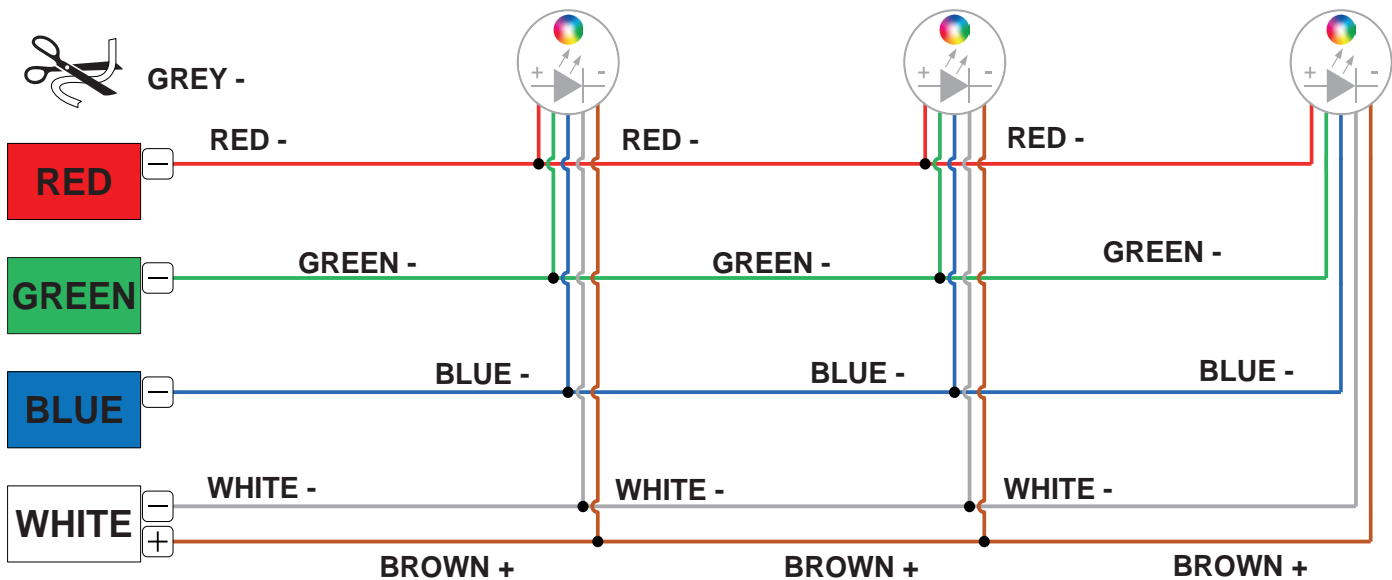 GREY -
RED - RED - RED -
RED
GREEN - GREEN - GREEN -
GREEN
BLUE - BLUE - BLUE -
BLUE
WHITE - WHITE - WHITE -
WHITE
BROWN + BROWN + BROWN +